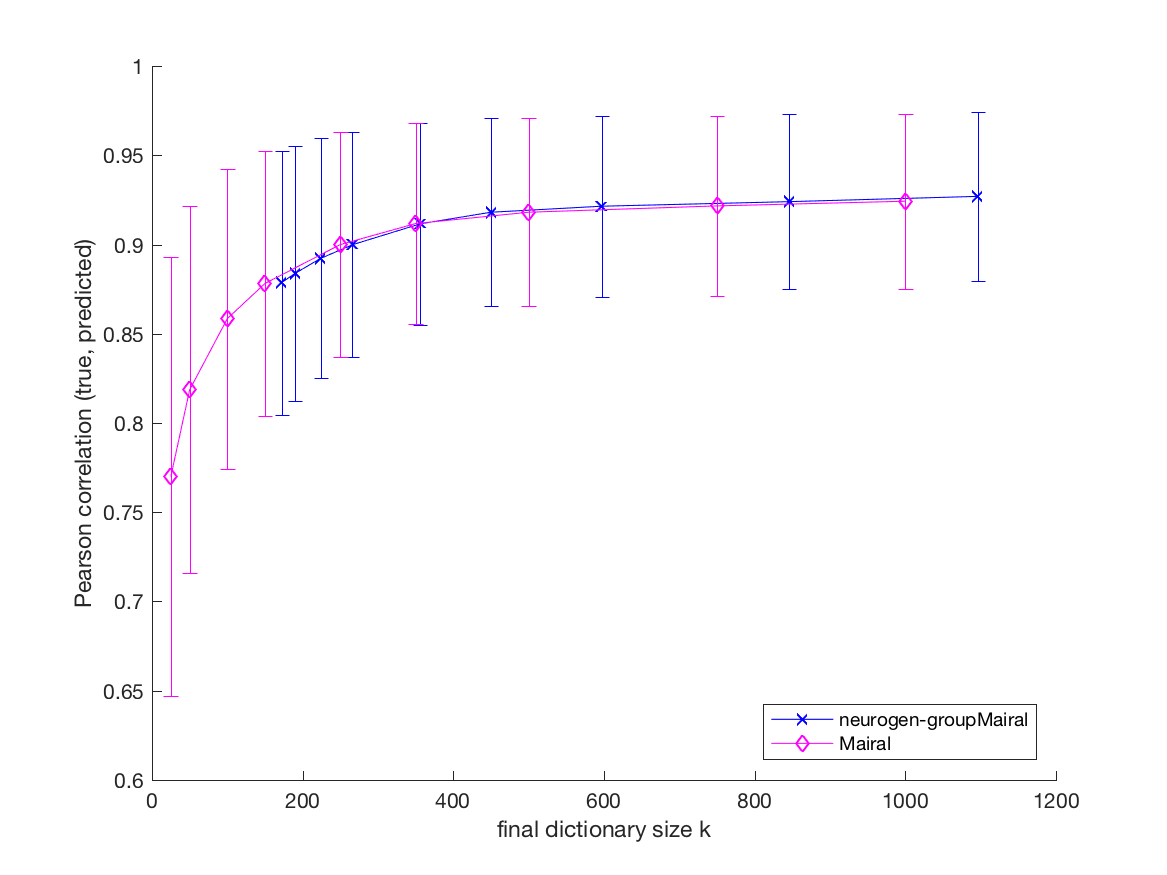 1
0.95
0.9
0.85
0.8
0.75
0.7
0.65
0.6
Pearson correlation (true, predicted)
neurogen-groupMairal
Mairal
0 200 400 600 800 1000 1200
final dictionary size k